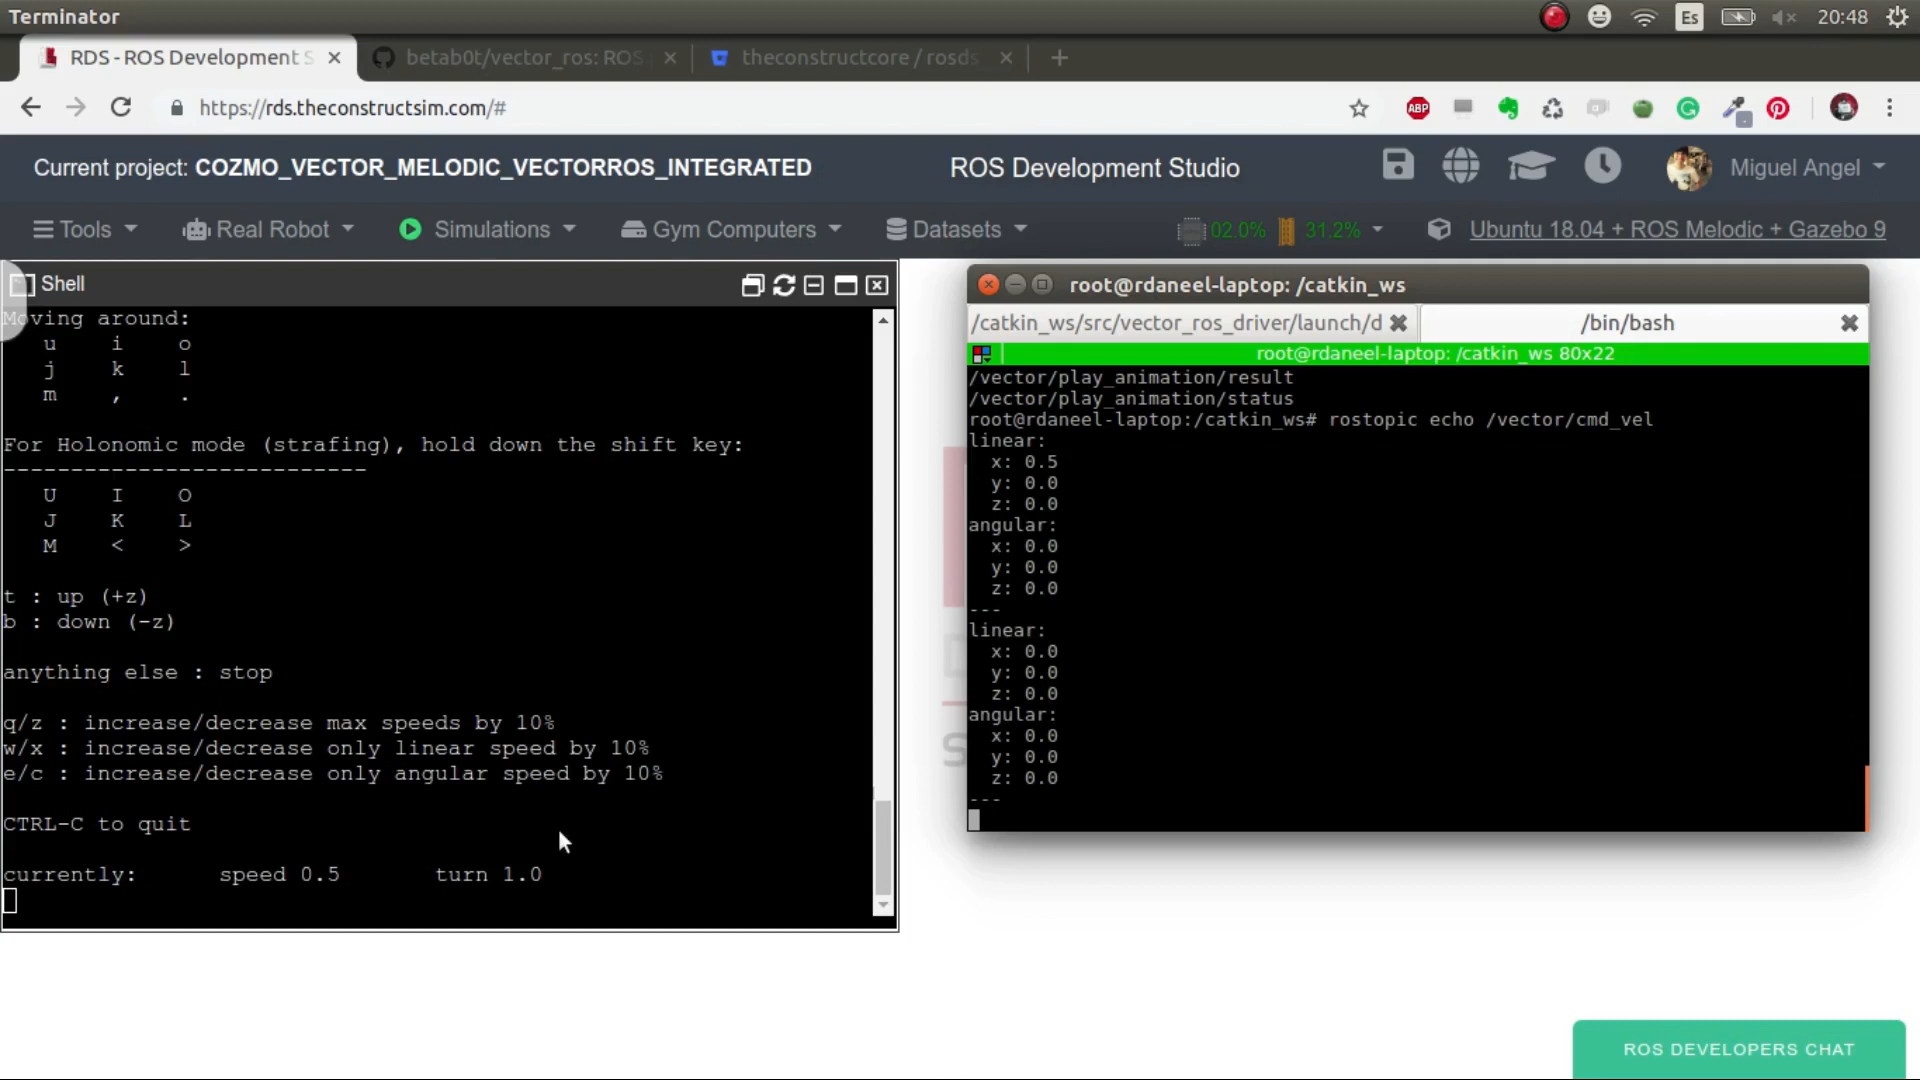 Terminator
Es
20:48
RDS - ROS Development S
betab0t/vector_ros: ROS
theconstructcore / rosds
https://rds.theconstructsim.com/#
ABP
Current project: COZMO_VECTOR_MELODIC_VECTORROS_INTEGRATED
ROS Development Studio
Miguel Angel
Tools
Real Robot
Simulations
Gym Computers
Datasets
02.0%
31.2%
Ubuntu 18.04 + ROS Melodic + Gazebo 9
Shell
Moving around:
u i o
j k l
m , .
For Holonomic mode (strafing), hold down the shift key:
---------------------------
U I O
J K L
M < >
t : up (+z)
b : down (-z)
anything else : stop
q/z : increase/decrease max speeds by 10%
w/x : increase/decrease only linear speed by 10%
e/c : increase/decrease only angular speed by 10%
CTRL-C to quit
currently: speed 0.5 turn 1.0
root@rdaneel-laptop: /catkin_ws
/catkin_ws/src/vector_ros_driver/launch/d
/bin/bash
root@rdaneel-laptop: /catkin_ws 80x22
/vector/play_animation/result
/vector/play_animation/status
root@rdaneel-laptop:/catkin_ws# rostopic echo /vector/cmd_vel
linear:
x: 0.5
y: 0.0
z: 0.0
angular:
x: 0.0
y: 0.0
z: 0.0
---
linear:
x: 0.0
y: 0.0
z: 0.0
angular:
x: 0.0
y: 0.0
z: 0.0
---
ROS DEVELOPERS CHAT